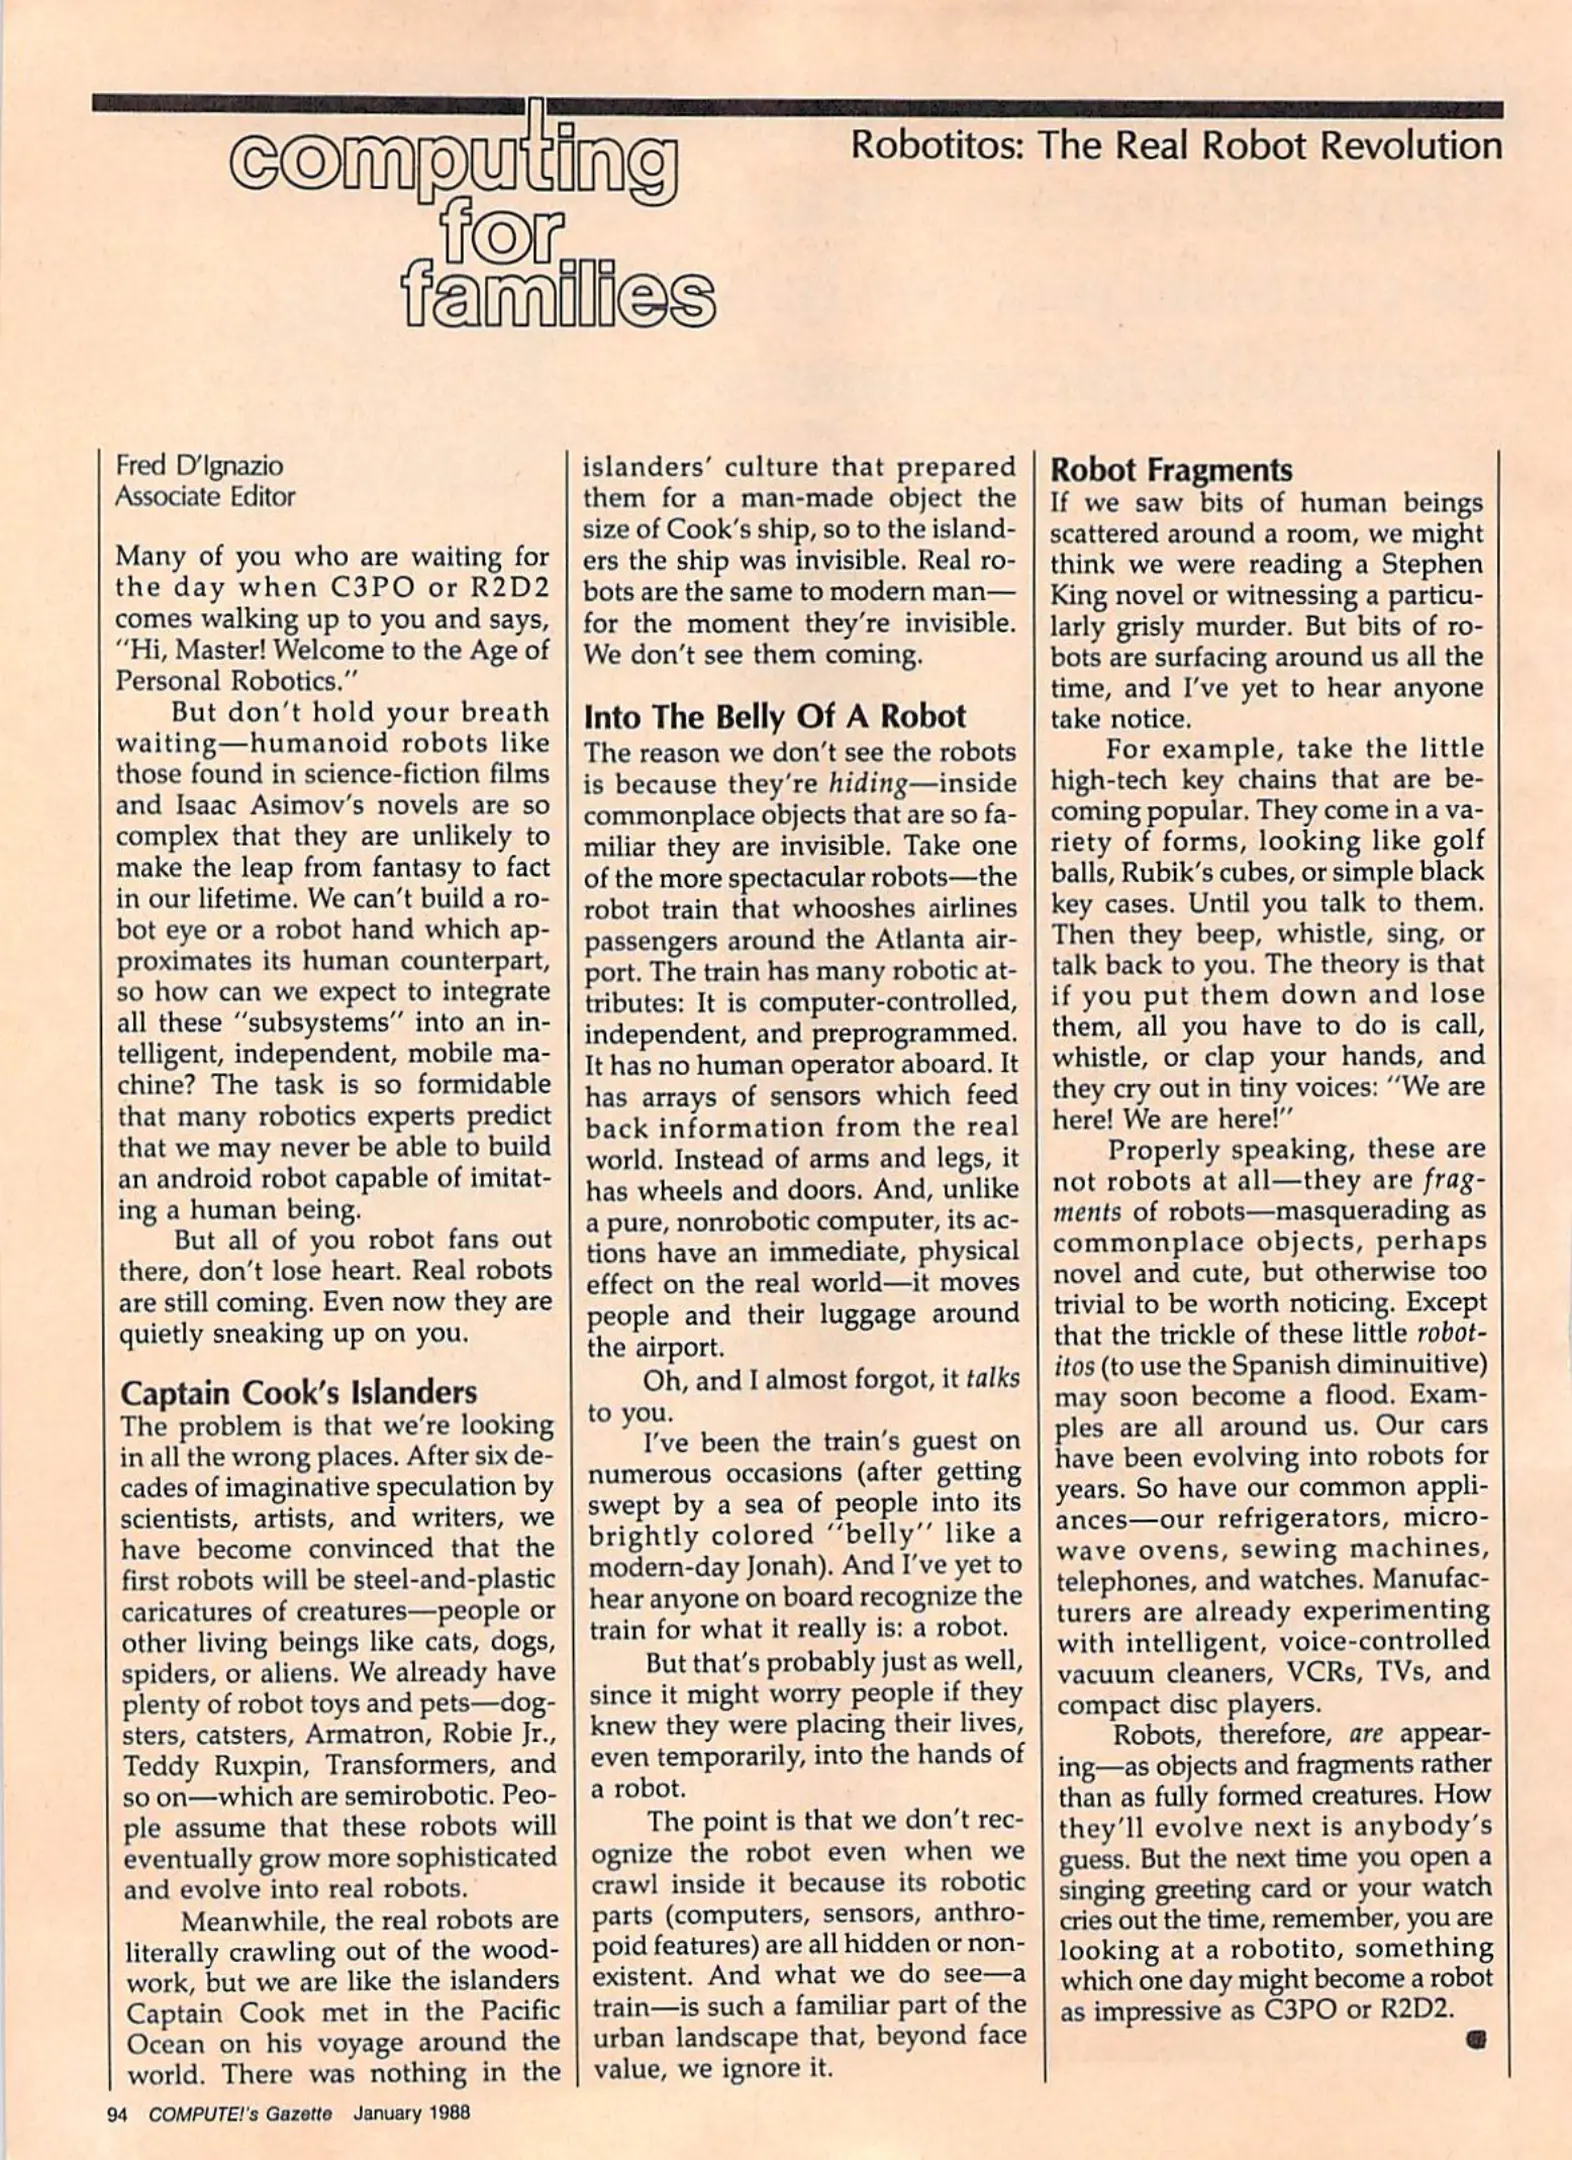 computing
for
families
Robotitos: The Real Robot Revolution
Fred D'Ignazio
Associate Editor
Many of you who are waiting for
the day when C3PO or R2D2
comes walking up to you and says,
"Hi, Master! Welcome to the Age of
Personal Robotics."
But don't hold your breath
waiting—humanoid robots like
those found in science-fiction films
and Isaac Asimov's novels are so
complex that they are unlikely to
make the leap from fantasy to fact
in our lifetime. We can't build a ro-
bot eye or a robot hand which ap-
proximates its human counterpart,
so how can we expect to integrate
all these "subsystems" into an in-
telligent, independent, mobile ma-
chine? The task is so formidable
that many robotics experts predict
that we may never be able to build
an android robot capable of imitat-
ing a human being.
But all of you robot fans out
there, don't lose heart. Real robots
are still coming. Even now they are
quietly sneaking up on you.
Captain Cook's Islanders
The problem is that we're looking
in all the wrong places. After six de-
cades of imaginative speculation by
scientists, artists, and writers, we
have become convinced that the
first robots will be steel-and-plastic
caricatures of creatures—people or
other living beings like cats, dogs,
spiders, or aliens. We already have
plenty of robot toys and pets—dog-
sters, catsters, Armatron, Robie Jr.,
Teddy Ruxpin, Transformers, and
so on—which are semirobotic. Peo-
ple assume that these robots will
eventually grow more sophisticated
and evolve into real robots.
Meanwhile, the real robots are
literally crawling out of the wood-
work, but we are like the islanders
Captain Cook met in the Pacific
Ocean on his voyage around the
world. There was nothing in the
islanders' culture that prepared
them for a man-made object the
size of Cook's ship, so to the island-
ers the ship was invisible. Real ro-
bots are the same to modern man—
for the moment they're invisible.
We don't see them coming.
Into The Belly Of A Robot
The reason we don't see the robots
is because they're hiding—inside
commonplace objects that are so fa-
miliar they are invisible. Take one
of the more spectacular robots—the
robot train that whooshes airlines
passengers around the Atlanta air-
port. The train has many robotic at-
tributes: It is computer-controlled,
independent, and preprogrammed.
It has no human operator aboard. It
has arrays of sensors which feed
back information from the real
world. Instead of arms and legs, it
has wheels and doors. And, unlike
a pure, nonrobotic computer, its ac-
tions have an immediate, physical
effect on the real world—it moves
people and their luggage around
the airport.
Oh, and I almost forgot, it talks
to you.
I've been the train's guest on
numerous occasions (after getting
swept by a sea of people into its
brightly colored "belly" like a
modern-day Jonah). And I've yet to
hear anyone on board recognize the
train for what it really is: a robot.
But that's probably just as well,
since it might worry people if they
knew they were placing their lives,
even temporarily, into the hands of
a robot.
The point is that we don't rec-
ognize the robot even when we
crawl inside it because its robotic
parts (computers, sensors, anthro-
poid features) are all hidden or non-
existent. And what we do see—a
train—is such a familiar part of the
urban landscape that, beyond face
value, we ignore it.
Robot Fragments
If we saw bits of human beings
scattered around a room, we might
think we were reading a Stephen
King novel or witnessing a particu-
larly grisly murder. But bits of ro-
bots are surfacing around us all the
time, and I've yet to hear anyone
take notice.
For example, take the little
high-tech key chains that are be-
coming popular. They come in a va-
riety of forms, looking like golf
balls, Rubik's cubes, or simple black
key cases. Until you talk to them.
Then they beep, whistle, sing, or
talk back to you. The theory is that
if you put them down and lose
them, all you have to do is call,
whistle, or clap your hands, and
they cry out in tiny voices: "We are
here! We are here!"
Properly speaking, these are
not robots at all—they are frag-
ments of robots—masquerading as
commonplace objects, perhaps
novel and cute, but otherwise too
trivial to be worth noticing. Except
that the trickle of these little robot-
itos (to use the Spanish diminuitive)
may soon become a flood. Exam-
ples are all around us. Our cars
have been evolving into robots for
years. So have our common appli-
ances—our refrigerators, micro-
wave ovens, sewing machines,
telephones, and watches. Manufac-
turers are already experimenting
with intelligent, voice-controlled
vacuum cleaners, VCRs, TVs, and
compact disc players.
Robots, therefore, are appear-
ing—as objects and fragments rather
than as fully formed creatures. How
they'll evolve next is anybody's
guess. But the next time you open a
singing greeting card or your watch
cries out the time, remember, you are
looking at a robotito, something
which one day might become a robot
as impressive as C3PO or R2D2.
94 COMPUTE!'s Gazette January 1988